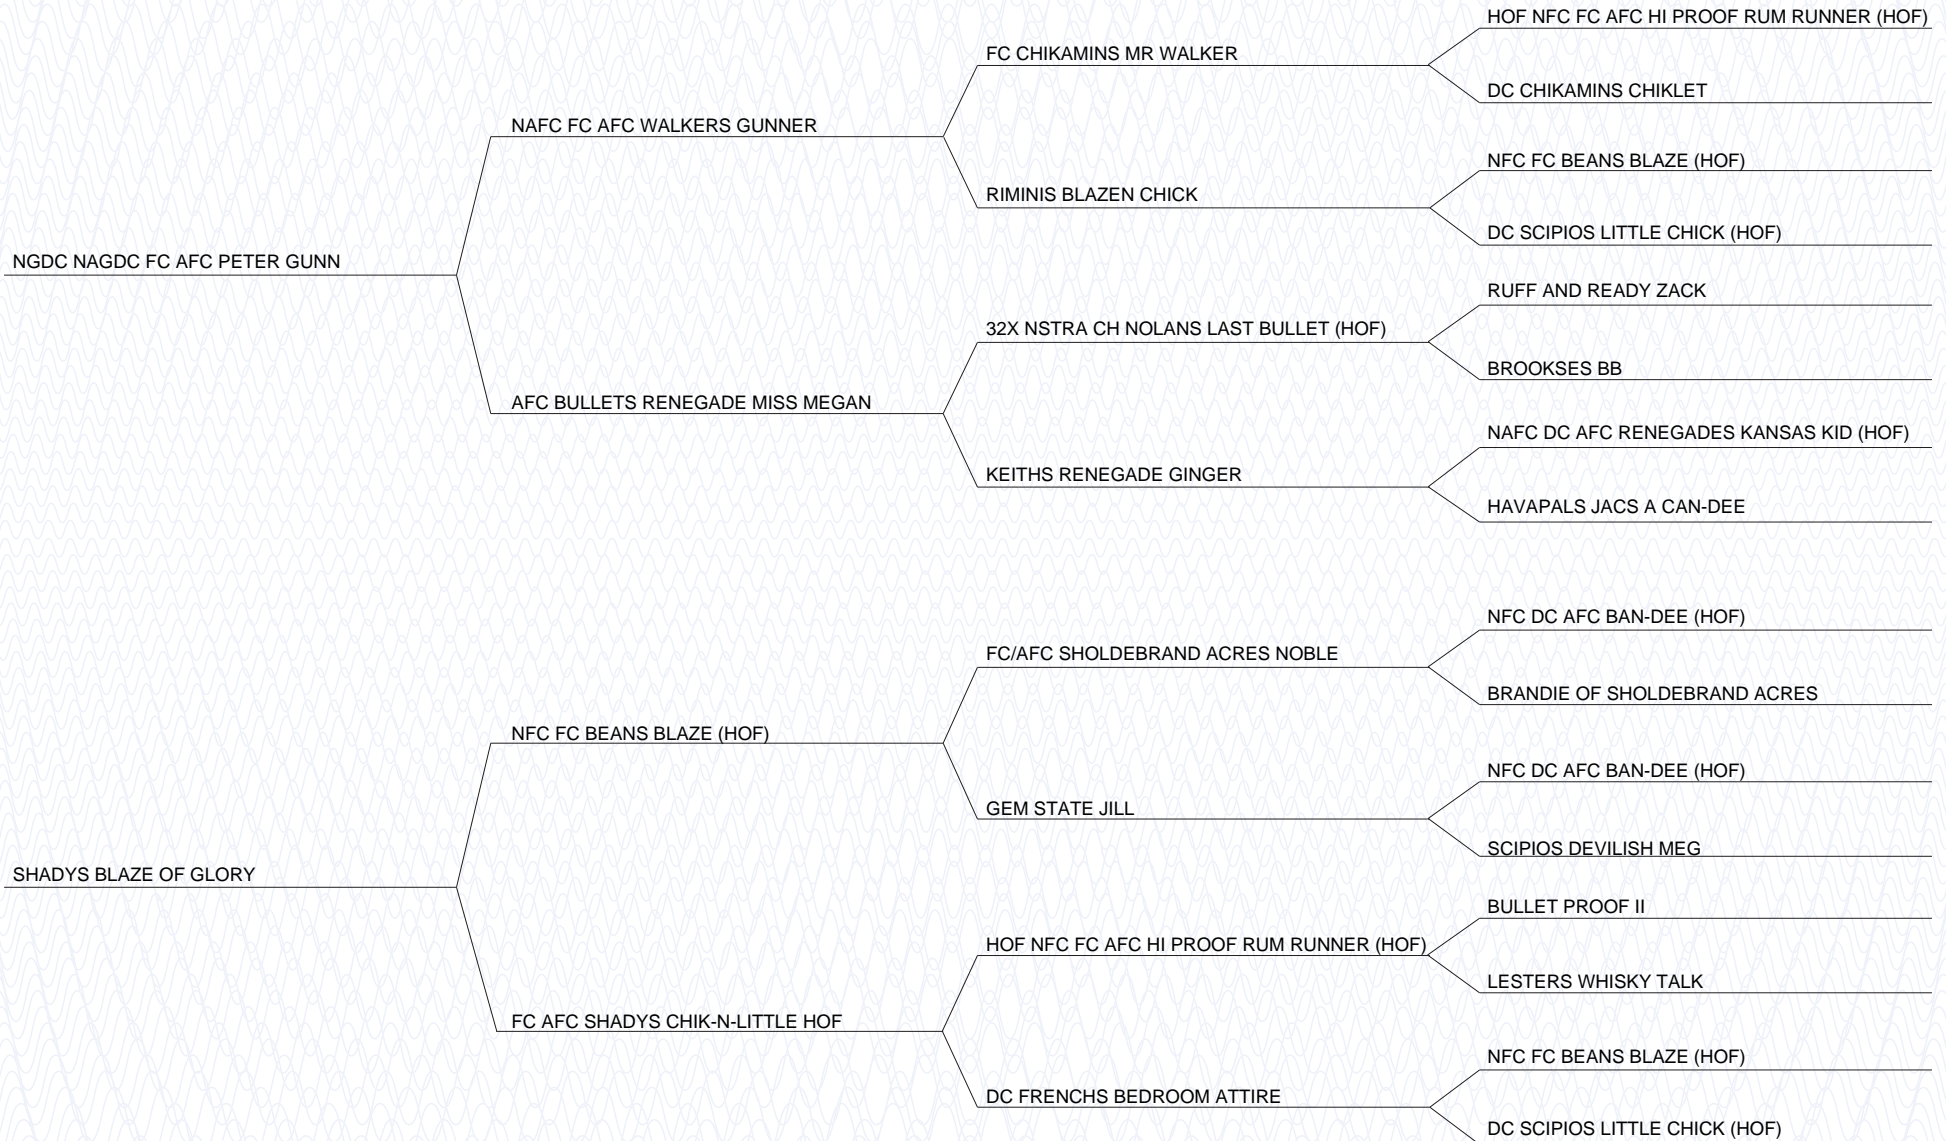 HOF NFC FC AFC HI PROOF RUM RUNNER (HOF)
FC CHIKAMINS MR WALKER
DC CHIKAMINS CHIKLET
NAFC FC AFC WALKERS GUNNER
NFC FC BEANS BLAZE (HOF)
RIMINIS BLAZEN CHICK
DC SCIPIOS LITTLE CHICK (HOF)
NGDC NAGDC FC AFC PETER GUNN
RUFF AND READY ZACK
32X NSTRA CH NOLANS LAST BULLET (HOF)
BROOKSES BB
AFC BULLETS RENEGADE MISS MEGAN
NAFC DC AFC RENEGADES KANSAS KID (HOF)
KEITHS RENEGADE GINGER
HAVAPALS JACS A CAN-DEE
NFC DC AFC BAN-DEE (HOF)
FC/AFC SHOLDEBRAND ACRES NOBLE
BRANDIE OF SHOLDEBRAND ACRES
NFC FC BEANS BLAZE (HOF)
NFC DC AFC BAN-DEE (HOF)
GEM STATE JILL
SCIPIOS DEVILISH MEG
SHADYS BLAZE OF GLORY
BULLET PROOF II
HOF NFC FC AFC HI PROOF RUM RUNNER (HOF)
LESTERS WHISKY TALK
FC AFC SHADYS CHIK-N-LITTLE HOF
NFC FC BEANS BLAZE (HOF)
DC FRENCHS BEDROOM ATTIRE
DC SCIPIOS LITTLE CHICK (HOF)